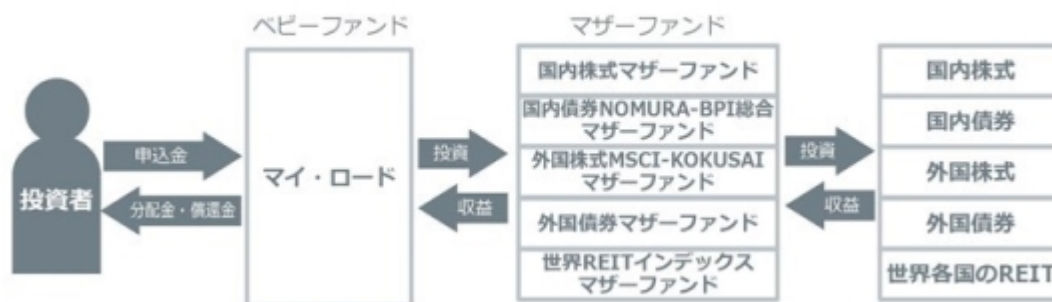 ベビーファンド
マザーファンド
投資者
申込金
分配金・償還金
マイ・ロード
投資
収益
国内株式マザーファンド
国内債券NOMURA-BPI総合
マザーファンド
外国株式MSCI-KOKUSAI
マザーファンド
外国債券マザーファンド
世界REITインデックス
マザーファンド
投資
収益
国内株式
国内債券
外国株式
外国債券
世界各国のREIT